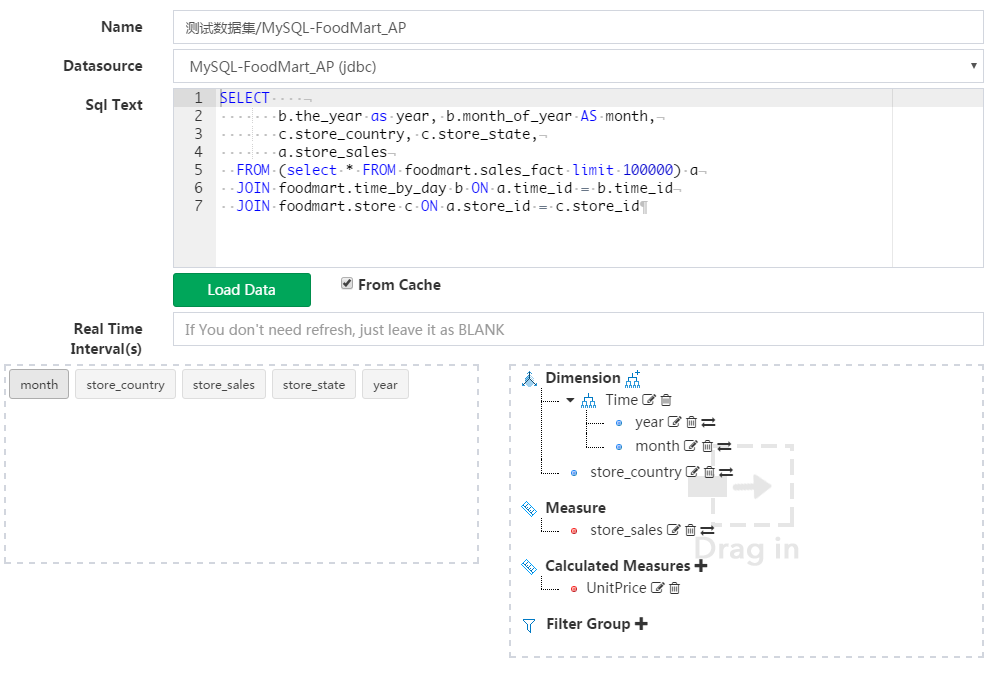 Name
测试数据集/MySQL-FoodMart_AP
Datasource
MySQL-FoodMart_AP (jdbc)
Sql Text
1 SELECT
2 b.the_year as year, b.month_of_year AS month,
3 c.store_country, c.store_state,
4 a.store_sales
5 FROM (select * FROM foodmart.sales_fact limit 100000) a
6 JOIN foodmart.time_by_day b ON a.time_id = b.time_id
7 JOIN foodmart.store c ON a.store_id = c.store_id
Load Data
From Cache
Real Time
Interval(s)
If You don't need refresh, just leave it as BLANK
month store_country store_sales store_state year
Dimension
Time
year
month
store_country
Measure
store_sales
Drag in
Calculated Measures
UnitPrice
Filter Group